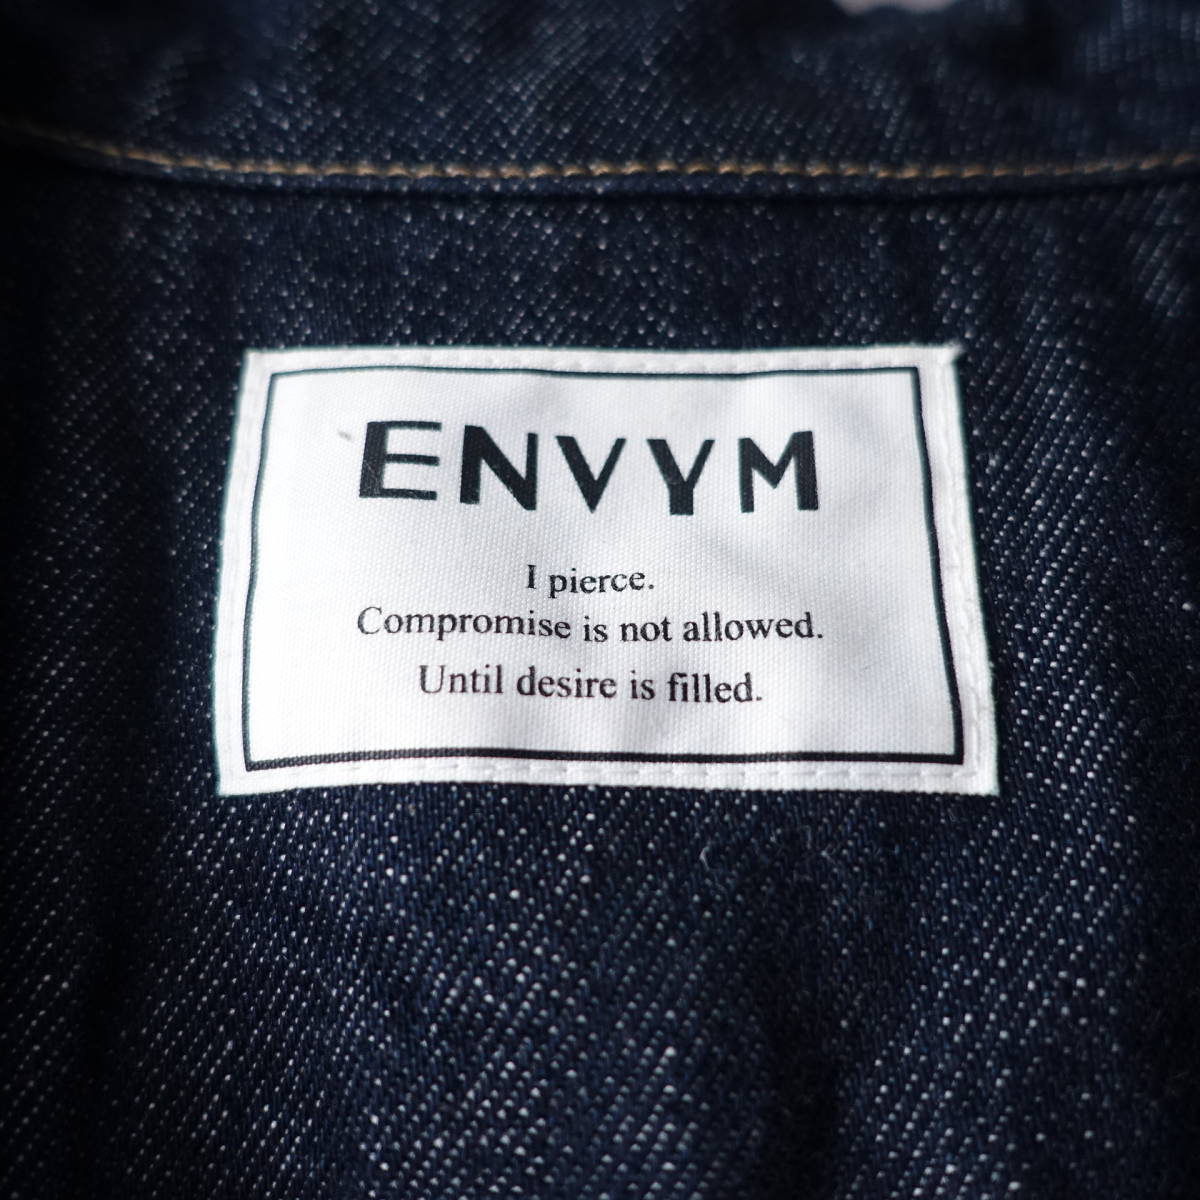 ENVYM
I pierce.
Compromise is not allowed.
Until desire is filled.